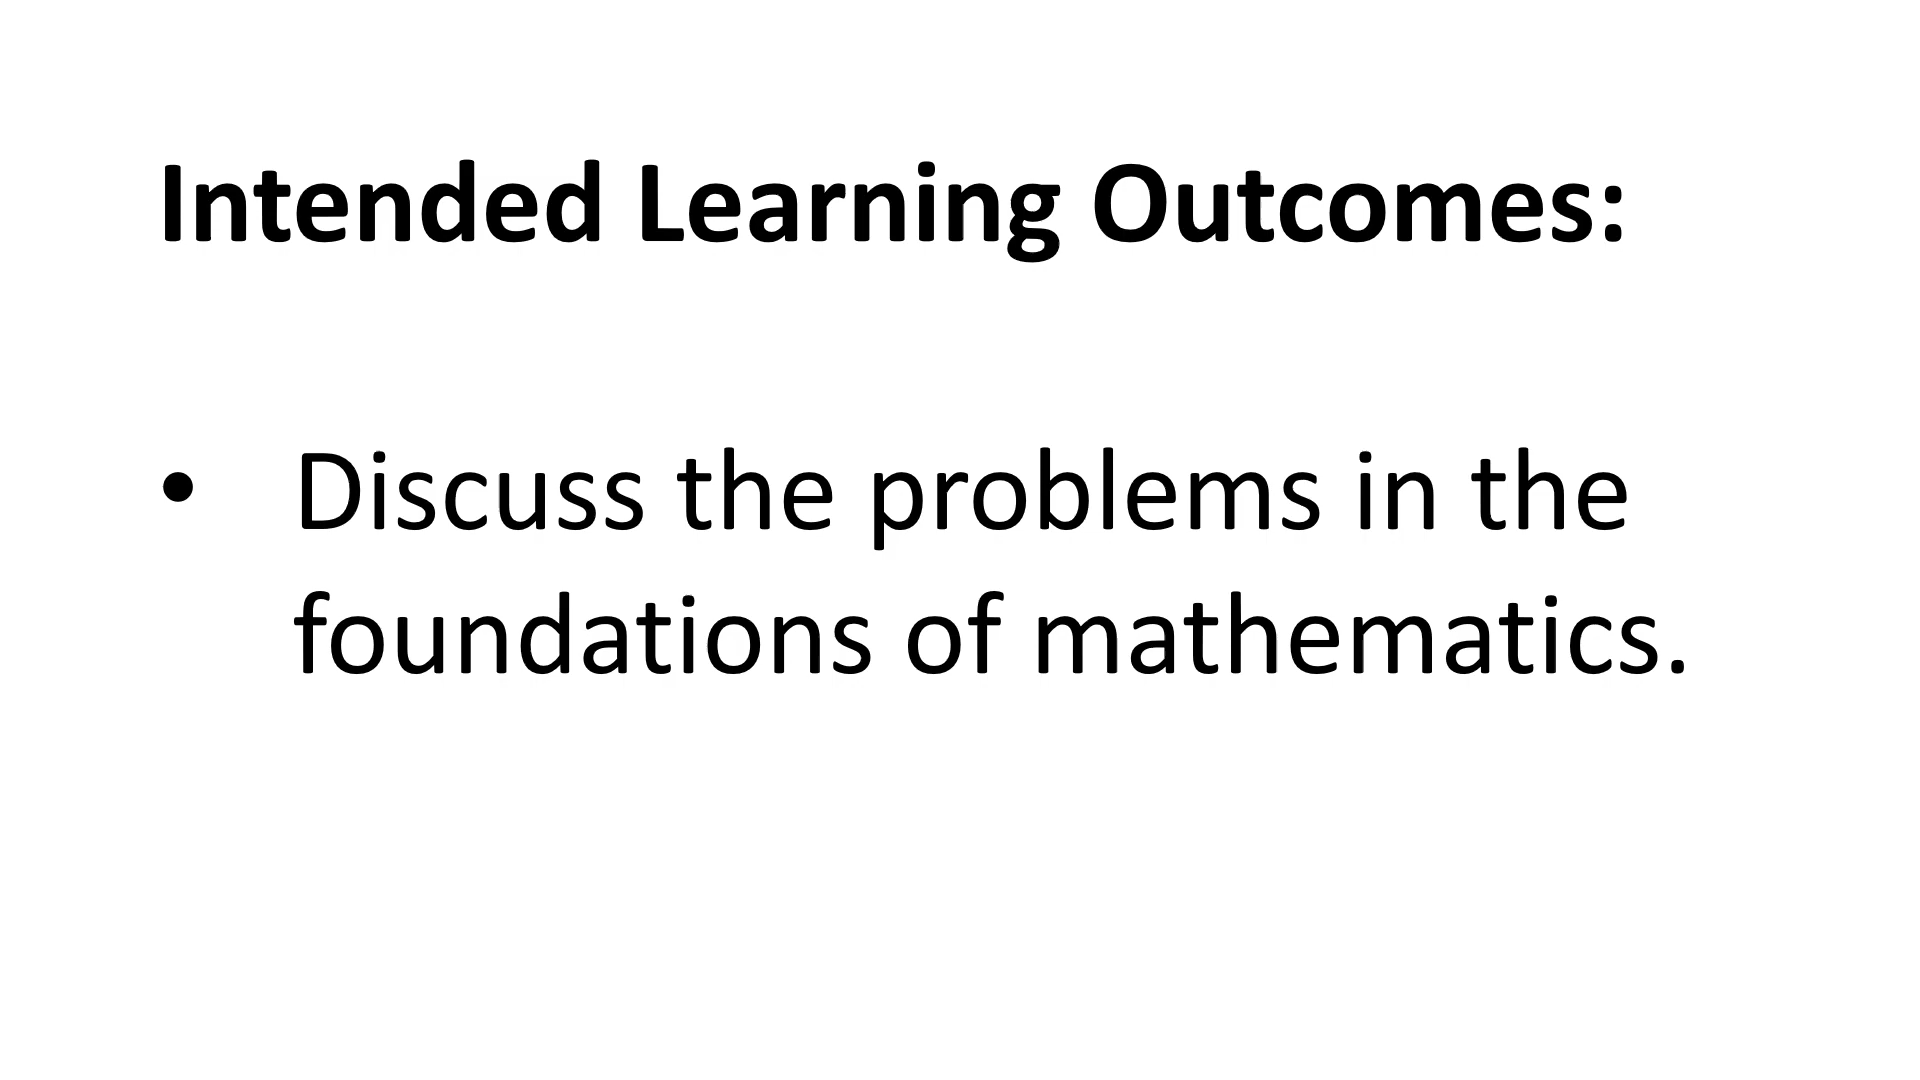 Intended Learning Outcomes:
• Discuss the problems in the
foundations of mathematics.